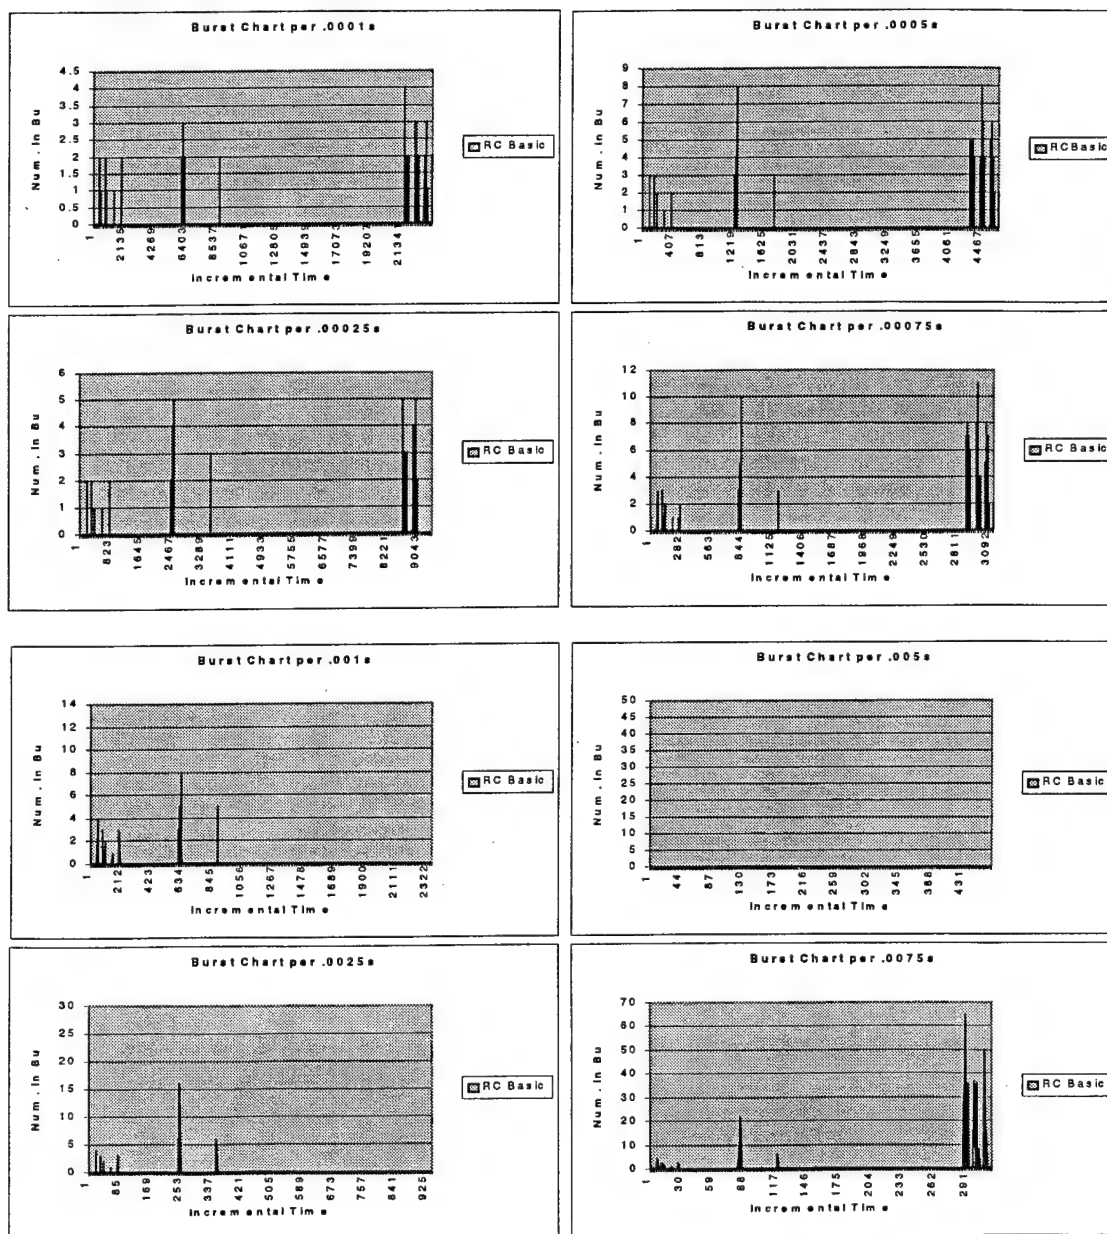 Burst Chart per .0001s
Num. In Bu
4.5
4
3.5
3
2.5
2
1.5
1
0.5
0
1 2135 4269 6403 8537 1067 12805 1493 17073 19207 2134
Incremental Time
RC Basic
Burst Chart per .0005s
Num. In Bu
9
8
7
6
5
4
3
2
1
0
1 407 813 1219 1625 2031 2437 2843 3249 3655 4061 4467
Incremental Time
RC Basic
Burst Chart per .00025s
Num. In Bu
6
5
4
3
2
1
0
1 823 1645 2467 3289 4111 4933 5755 6577 7399 8221 9043
Incremental Time
RC Basic
Burst Chart per .00075s
Num. In Bu
12
10
8
6
4
2
0
1 282 563 844 1125 1406 1687 1968 2249 2530 2811 3092
Incremental Time
RC Basic
Burst Chart per .001s
Num. In Bu
14
12
10
8
6
4
2
0
1 212 423 634 845 1056 1267 1478 1689 1900 2111 2322
Incremental Time
RC Basic
Burst Chart per .005s
Num. In Bu
50
45
40
35
30
25
20
15
10
5
0
1 44 87 130 173 216 259 302 345 388 431
Incremental Time
RC Basic
Burst Chart per .0025s
Num. In Bu
30
25
20
15
10
5
0
1 85 169 253 337 421 505 589 673 757 841 925
Incremental Time
RC Basic
Burst Chart per .0075s
Num. In Bu
70
60
50
40
30
20
10
0
1 30 59 88 117 146 175 204 233 262 291
Incremental Time
RC Basic